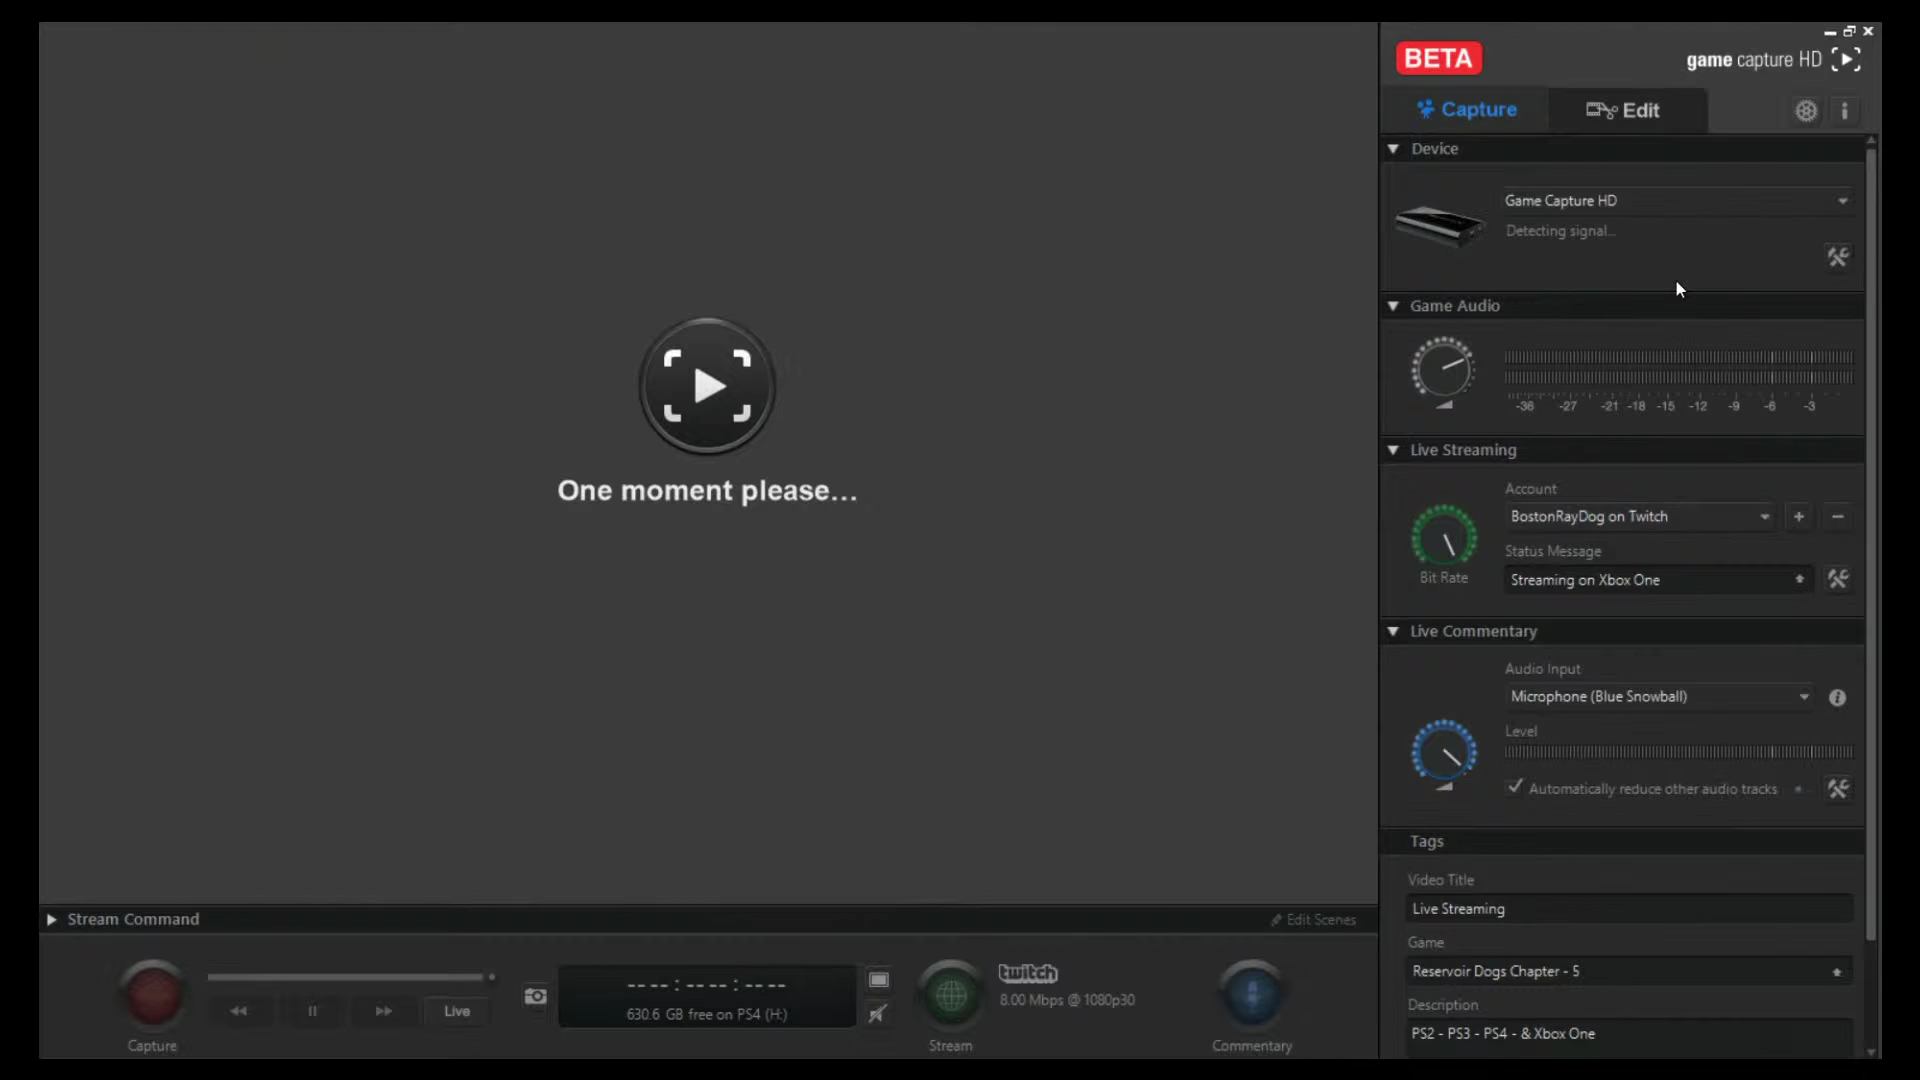 BETA
game capture HD
Capture
Edit
Device
Game Capture HD
Detecting signal...
Game Audio
-36 -27 -21 -18 -15 -12 -9 -6 -3
Live Streaming
Account
BostonRayDog on Twitch
Status Message
Bit Rate
Streaming on Xbox One
Live Commentary
Audio Input
Microphone (Blue Snowball)
Level
Automatically reduce other audio tracks
Tags
Video Title
Live Streaming
Game
Reservoir Dogs Chapter - 5
Description
PS2 - PS3 - PS4 - & Xbox One
One moment please...
Stream Command
Edit Scenes
Live
-- -- : -- -- : -- --
630.6 GB free on PS4 (H:)
twitch
8.00 Mbps @ 1080p30
Capture
Stream
Commentary